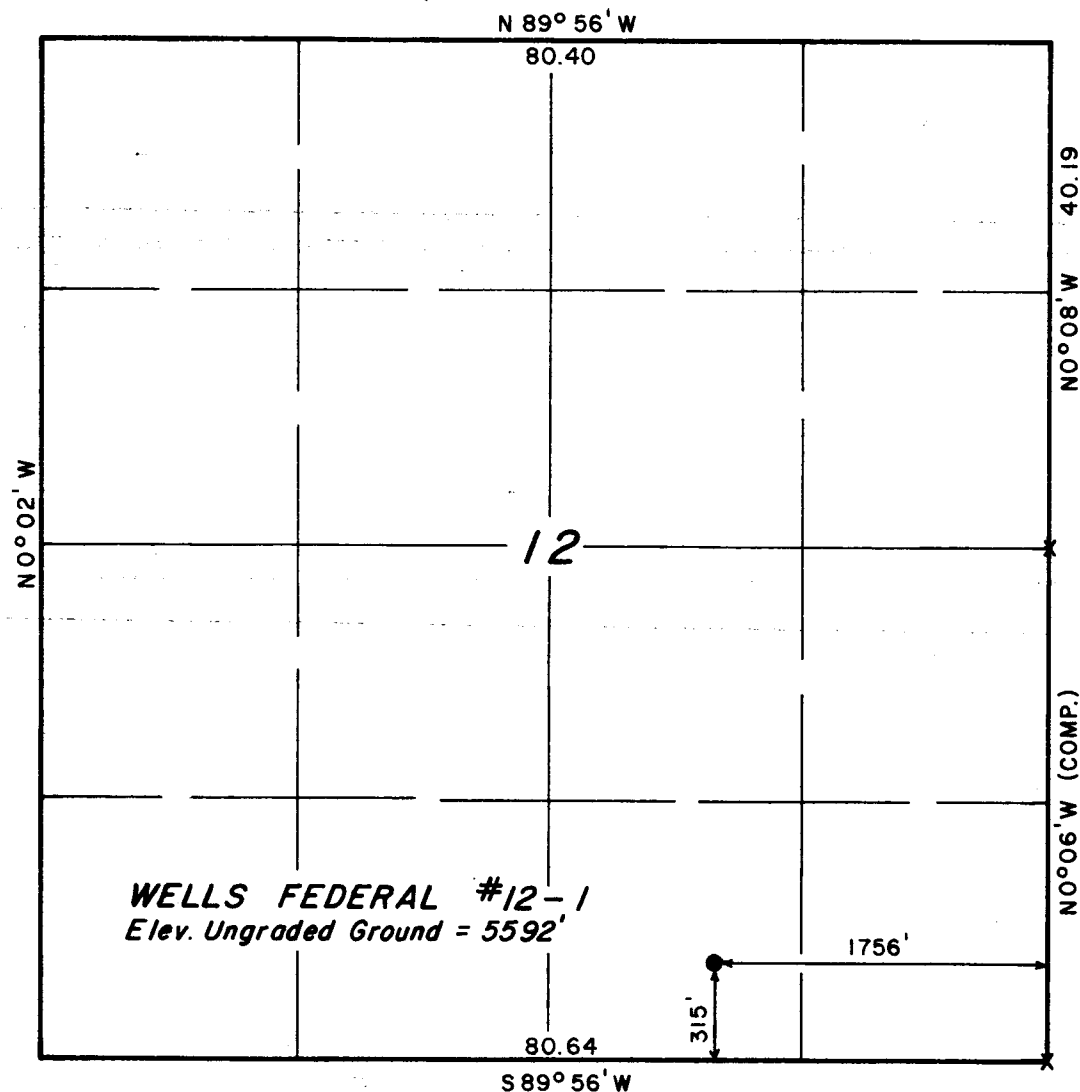 N 89° 56' W
80.40
40.19
N0° 08' W
N0° 02' W
12
N0° 06' W (COMP.)
WELLS FEDERAL #12-1
Elev. Ungraded Ground = 5592'
1756'
315'
80.64
S 89° 56' W